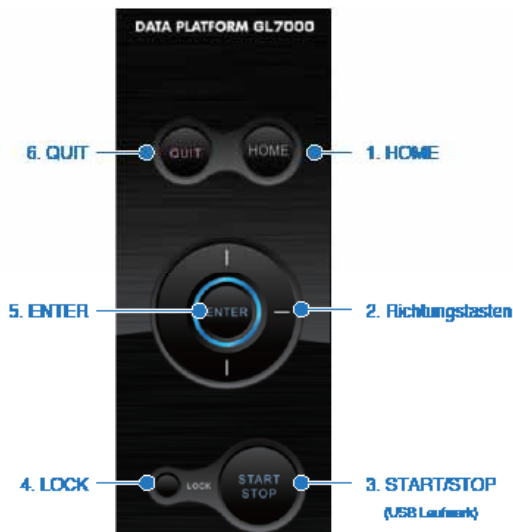 DATA PLATFORM GL7000
6. QUIT
QUIT
HOME
1. HOME
5. ENTER
ENTER
2. Richtungstasten
4. LOCK
LOCK
START
STOP
3. START/STOP
(USB Laufwerk)